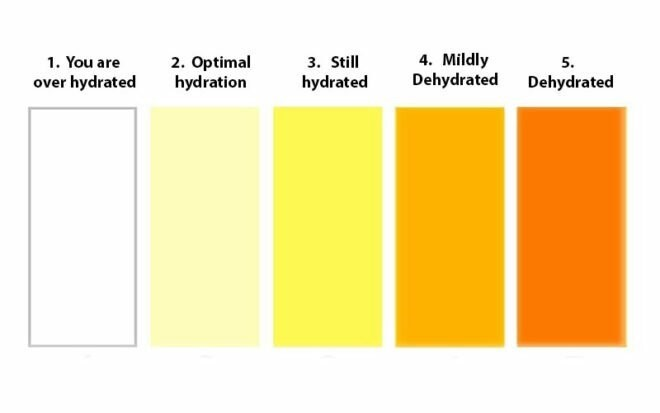 1. You are
over hydrated
2. Optimal
hydration
3. Still
hydrated
4. Mildly
Dehydrated
5.
Dehydrated